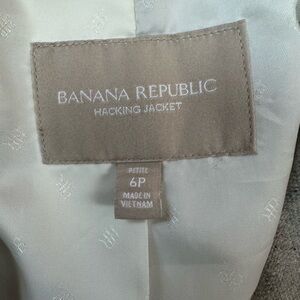 BANANA REPUBLIC
HACKING JACKET
PETITE
6P
MADE IN
VIETNAM